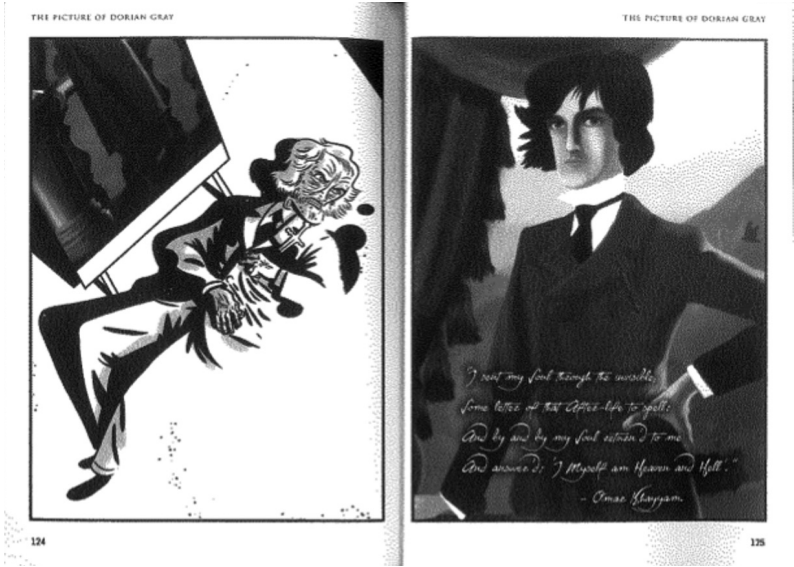 THE PICTURE OF DORIAN GRAY
124
THE PICTURE OF DORIAN GRAY
"I sent my Soul through the invisible,
Some letter of that After-life to spell:
And by and by my Soul return'd to me
And answer'd: 'I Myself am Heaven and Hell'."
- Omar Khayyam
125